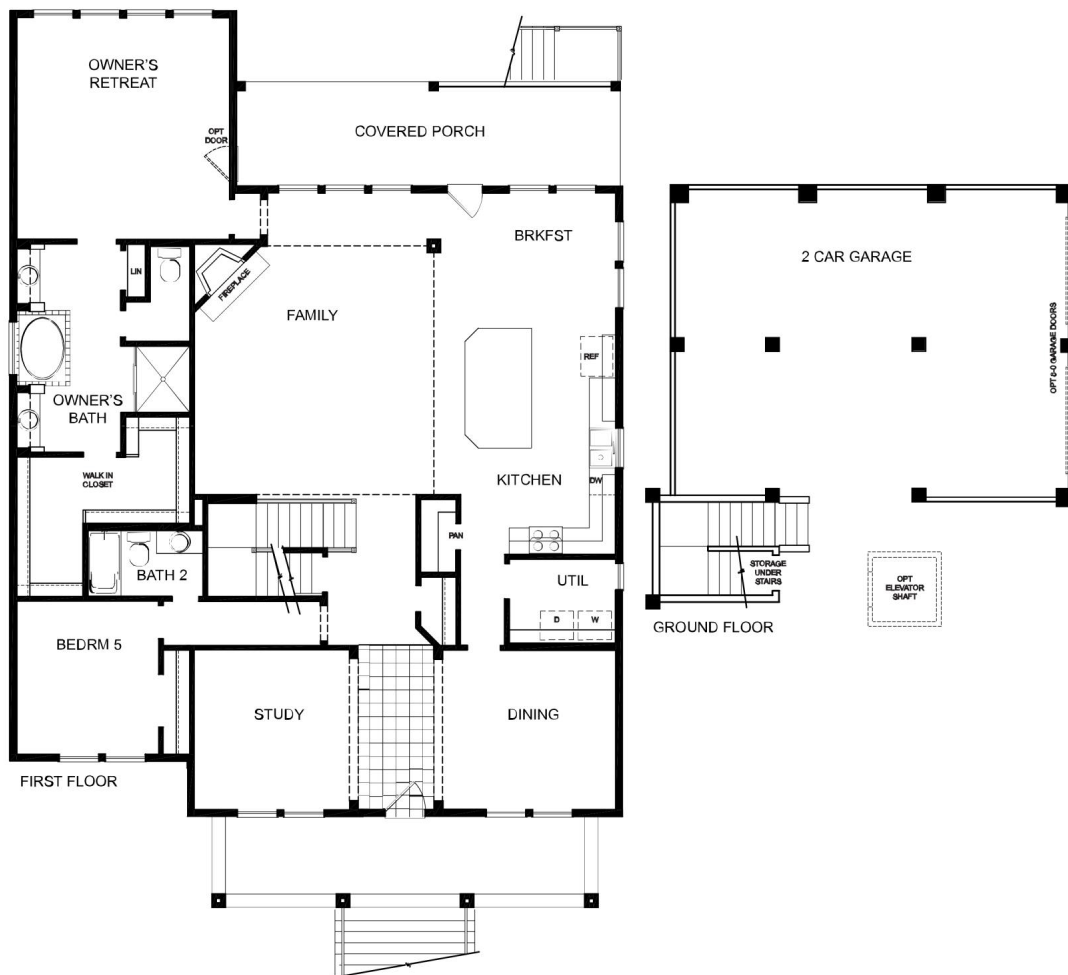 OWNER'S
RETREAT
OPT
DOOR
COVERED PORCH
BRKFST
LIN
FIREPLACE
FAMILY
REF
OWNER'S
BATH
WALK IN
CLOSET
KITCHEN
DW
PAN
BATH 2
UTIL
D
W
BEDRM 5
STUDY
DINING
FIRST FLOOR
2 CAR GARAGE
OPT 8-0 GARAGE DOORS
STORAGE
UNDER
STAIRS
GROUND FLOOR
OPT
ELEVATOR
SHAFT